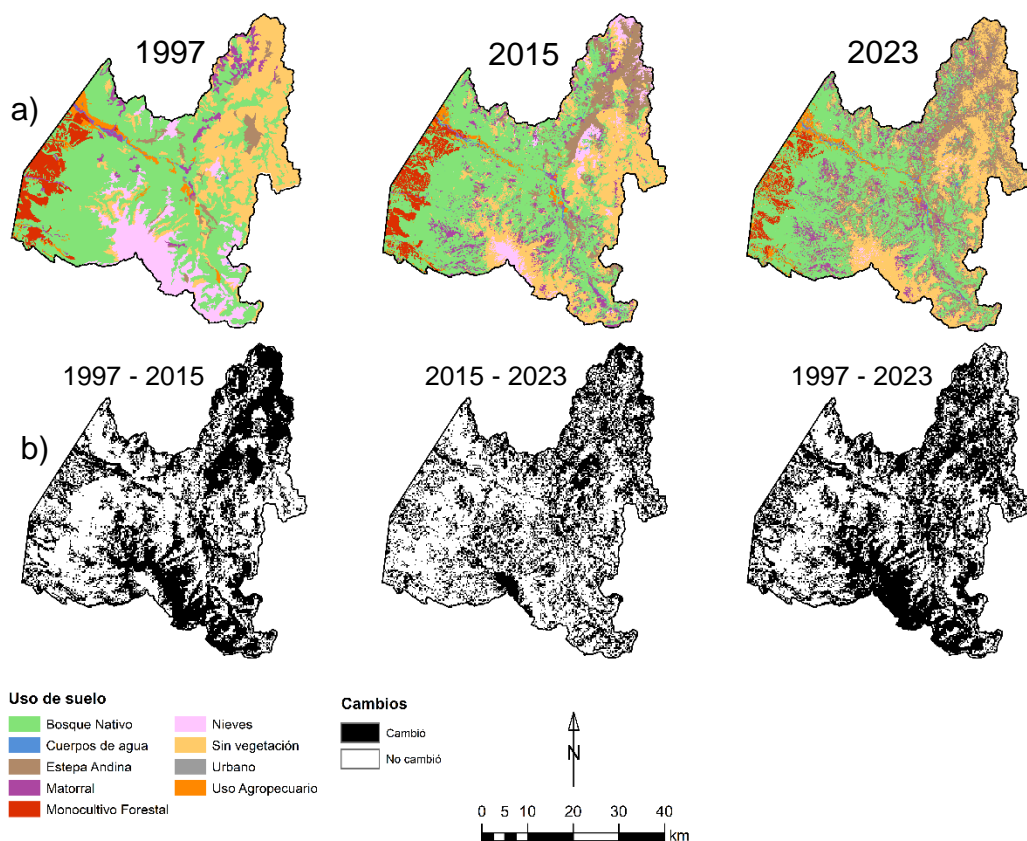 1997
2015
2023
a)
1997 - 2015
2015 - 2023
1997 - 2023
b)
Uso de suelo
Bosque Nativo
Cuerpos de agua
Estepa Andina
Matorral
Monocultivo Forestal
Nieves
Sin vegetación
Urbano
Uso Agropecuario
Cambios
Cambió
No cambió
N
0 5 10 20 30 40
km